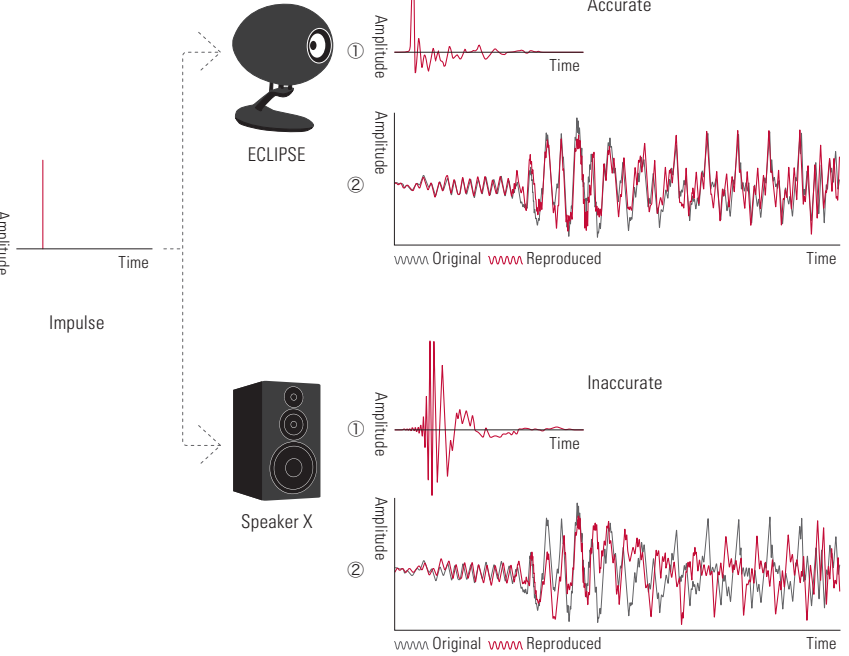 Accurate
①
Amplitude
Time
ECLIPSE
②
Amplitude
Original
Reproduced
Time
Amplitude
Time
Impulse
Inaccurate
①
Amplitude
Time
Speaker X
②
Amplitude
Original
Reproduced
Time